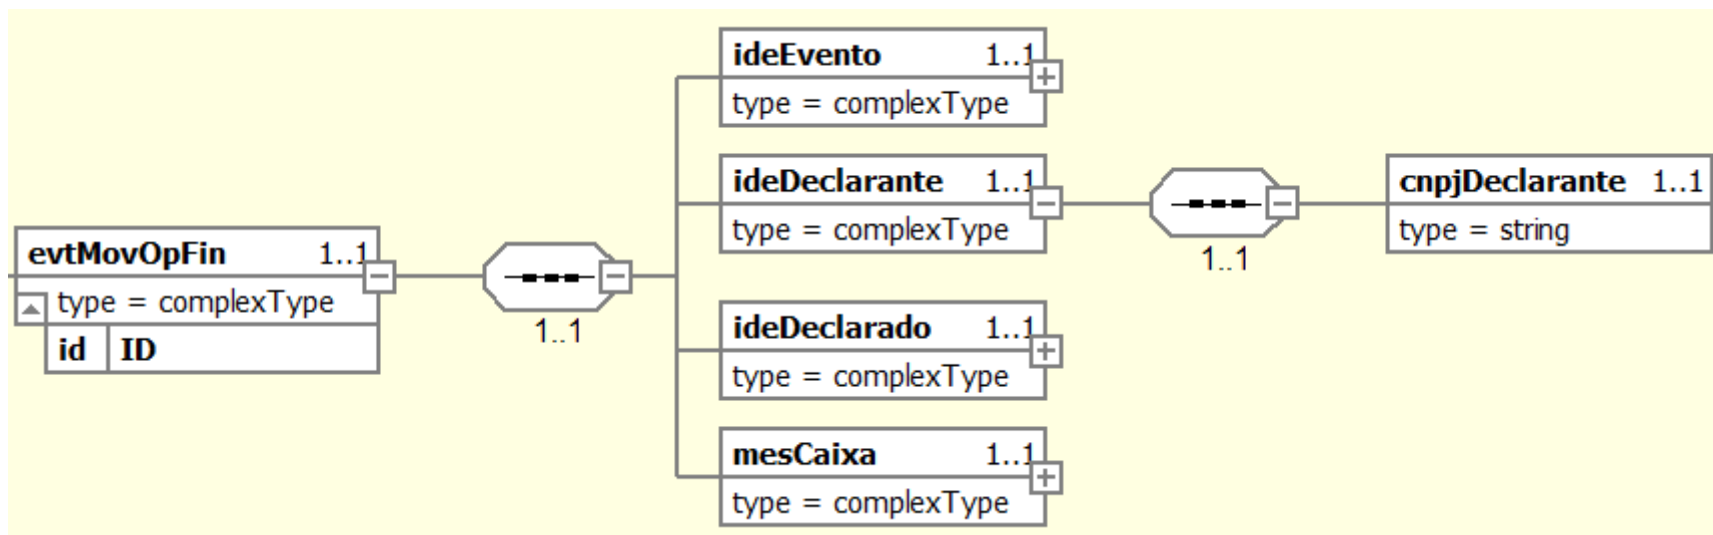 evtMovOpFin 1..1
type = complexType
id ID
1..1
ideEvento 1..1
type = complexType
ideDeclarante 1..1
type = complexType
1..1
cnpjDeclarante 1..1
type = string
ideDeclarado 1..1
type = complexType
mesCaixa 1..1
type = complexType